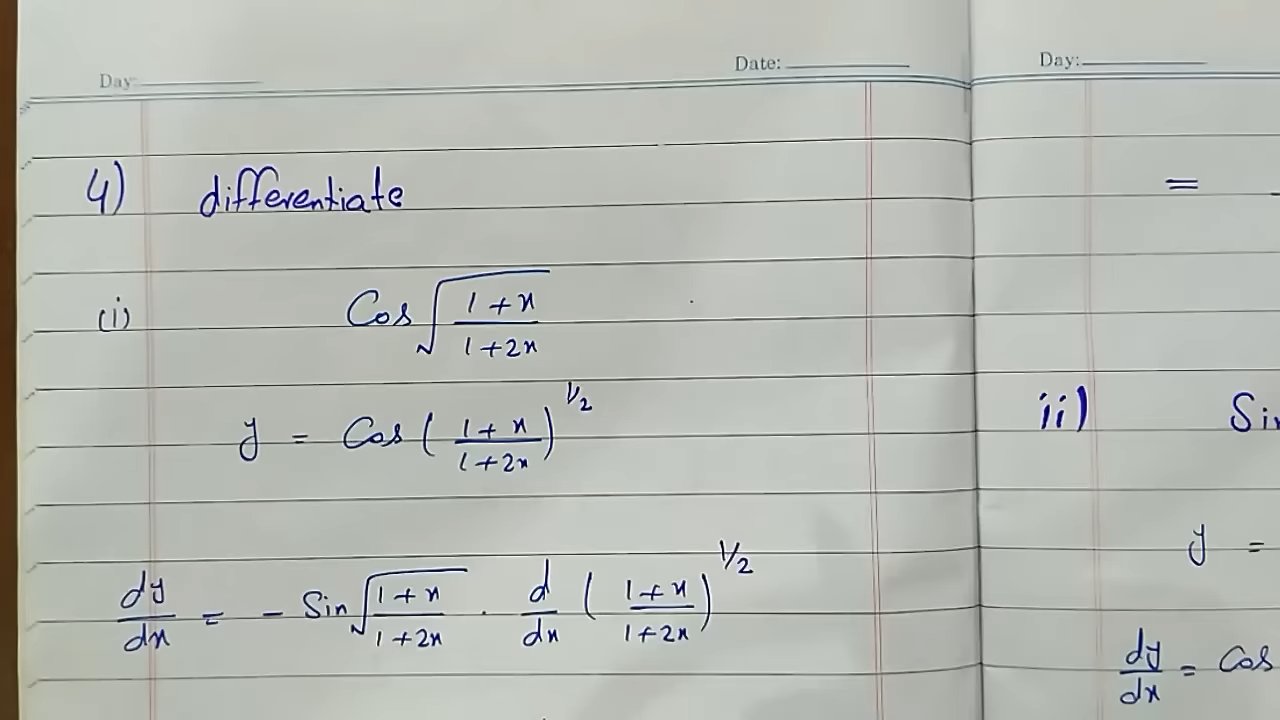 Day:
Date:
4) differentiate
(i) Cos √((1+x)/(1+2x))
y = Cos ((1+x)/(1+2x))^1/2
dy/dx = - Sin √((1+x)/(1+2x)) . d/dx ((1+x)/(1+2x))^1/2
Day:
=
ii)
y =
dy/dx = Cos